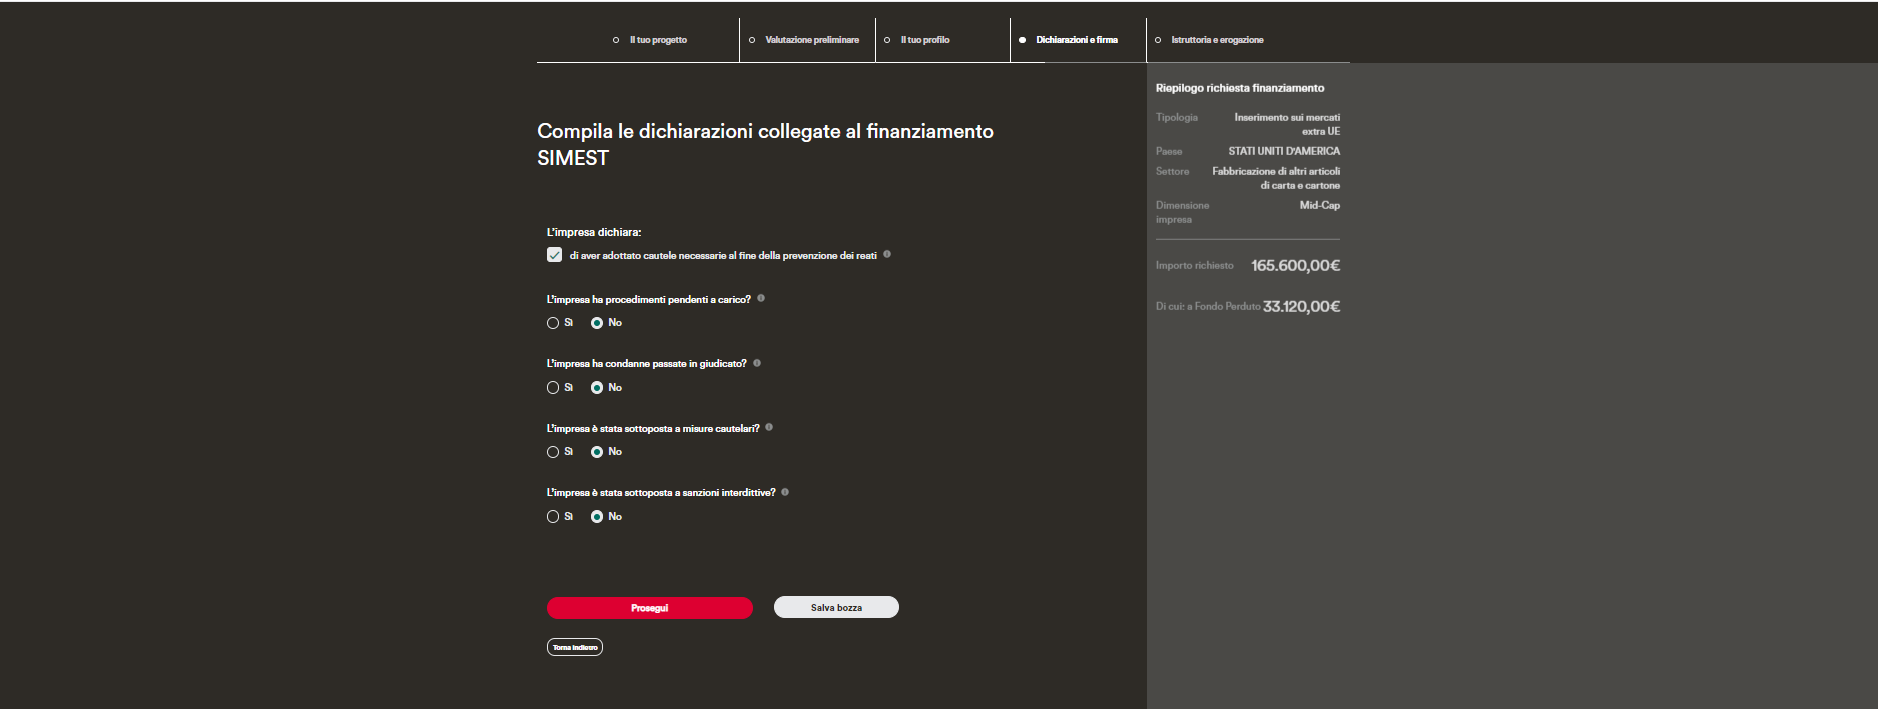 Il tuo progetto
Valutazione preliminare
Il tuo profilo
Dichiarazioni e firma
Istruttoria e erogazione
Compila le dichiarazioni collegate al finanziamento
SIMEST
L'impresa dichiara:
di aver adottato cautele necessarie al fine della prevenzione dei reati
L'impresa ha procedimenti pendenti a carico?
Sì No
L'impresa ha condanne passate in giudicato?
Sì No
L'impresa è stata sottoposta a misure cautelari?
Sì No
L'impresa è stata sottoposta a sanzioni interdittive?
Sì No
Prosegui
Salva bozza
Torna indietro
Riepilogo richiesta finanziamento
Tipologia Inserimento sui mercati
extra UE
Paese STATI UNITI D'AMERICA
Settore Fabbricazione di altri articoli
di carta e cartone
Dimensione Mid-Cap
impresa
Importo richiesto 165.600,00€
Di cui: a Fondo Perduto 33.120,00€